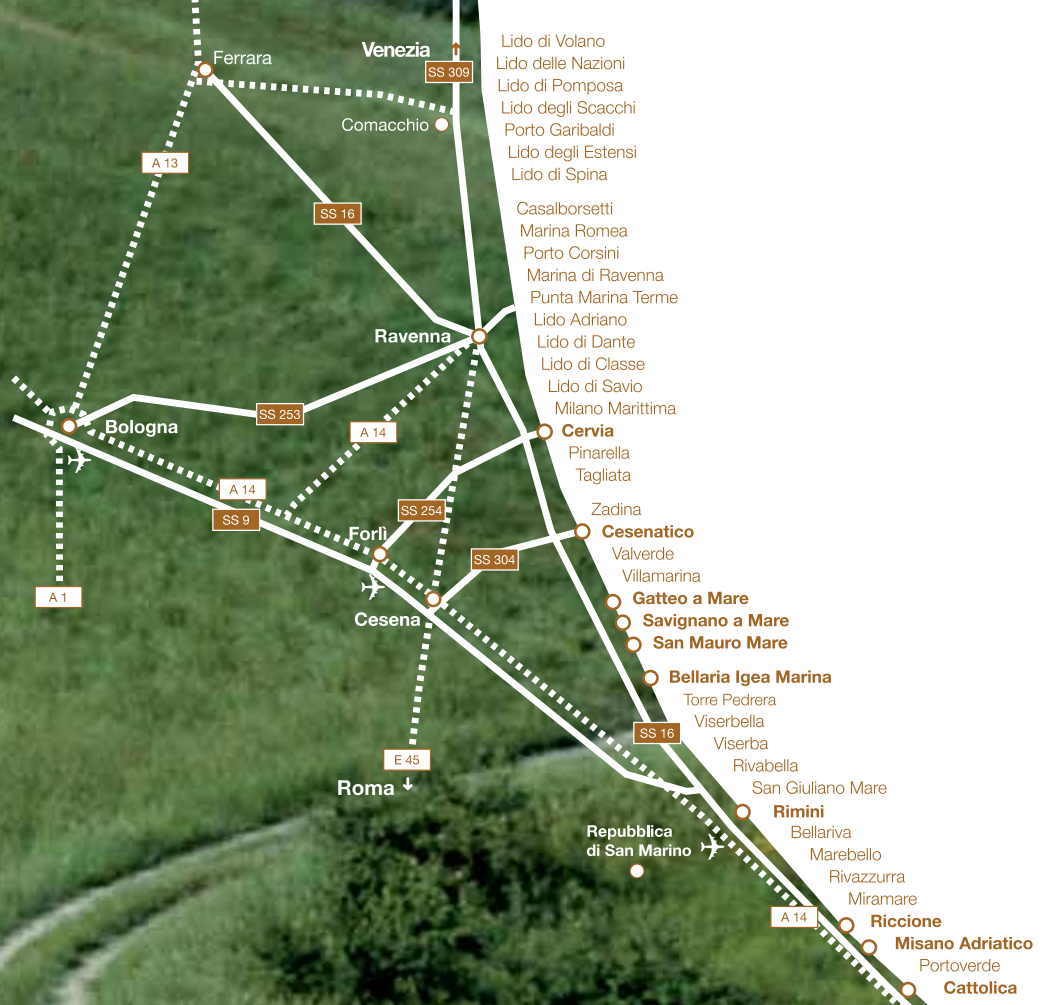 Venezia
SS 309
Ferrara
Comacchio
A 13
SS 16
Ravenna
SS 253
Bologna
A 14
A 14
SS 9
SS 254
Forlì
SS 304
A 1
Cesena
E 45
Roma
SS 16
Repubblica
di San Marino
A 14
Lido di Volano
Lido delle Nazioni
Lido di Pomposa
Lido degli Scacchi
Porto Garibaldi
Lido degli Estensi
Lido di Spina
Casalborsetti
Marina Romea
Porto Corsini
Marina di Ravenna
Punta Marina Terme
Lido Adriano
Lido di Dante
Lido di Classe
Lido di Savio
Milano Marittima
Cervia
Pinarella
Tagliata
Zadina
Cesenatico
Valverde
Villamarina
Gatteo a Mare
Savignano a Mare
San Mauro Mare
Bellaria Igea Marina
Torre Pedrera
Viserbella
Viserba
Rivabella
San Giuliano Mare
Rimini
Bellariva
Marebello
Rivazzurra
Miramare
Riccione
Misano Adriatico
Portoverde
Cattolica